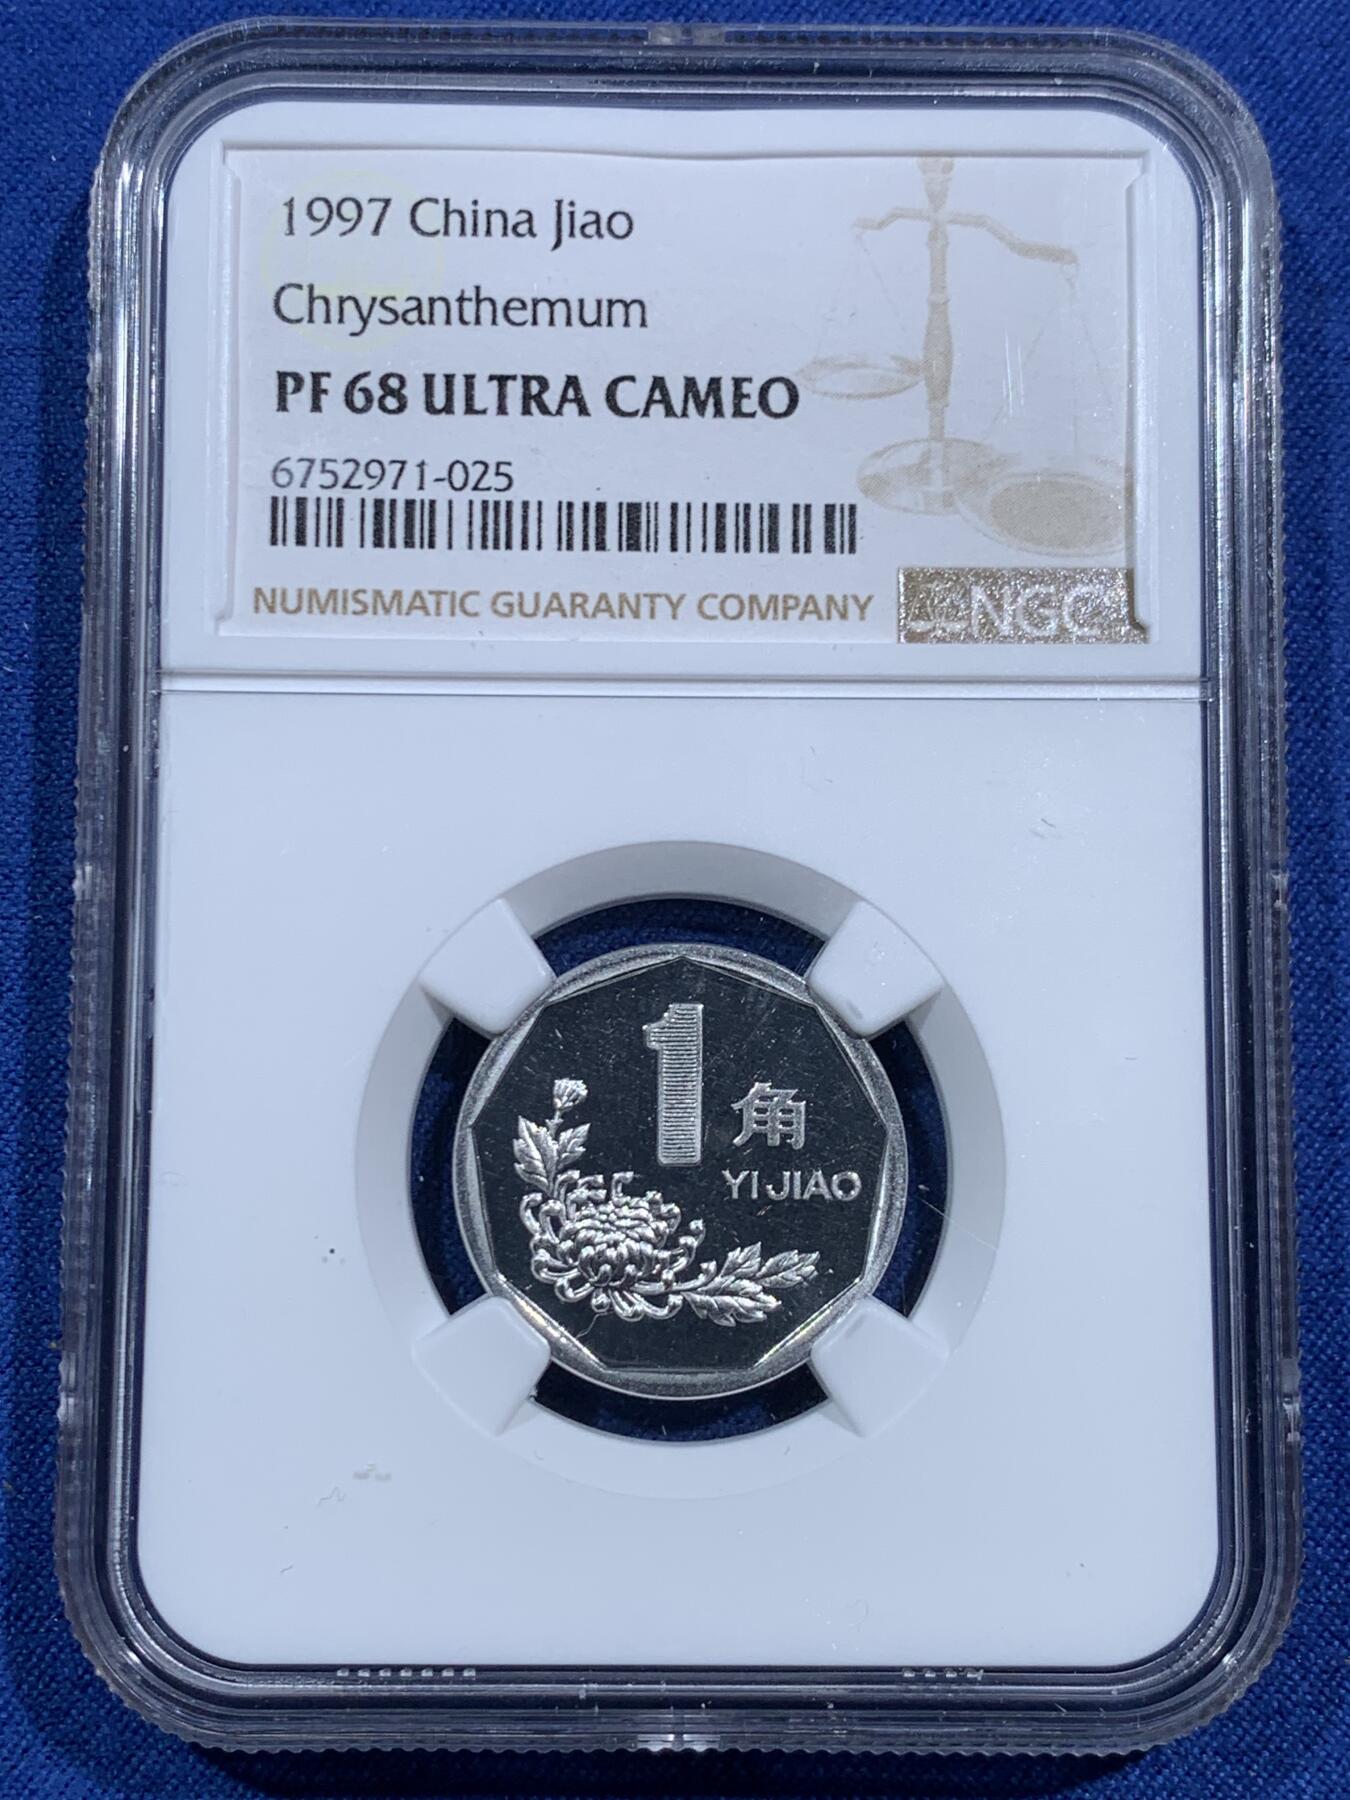 1997 China Jiao
Chrysanthemum
PF 68 ULTRA CAMEO
6752971-025
NUMISMATIC GUARANTY COMPANY
NGC
1角
YI JIAO